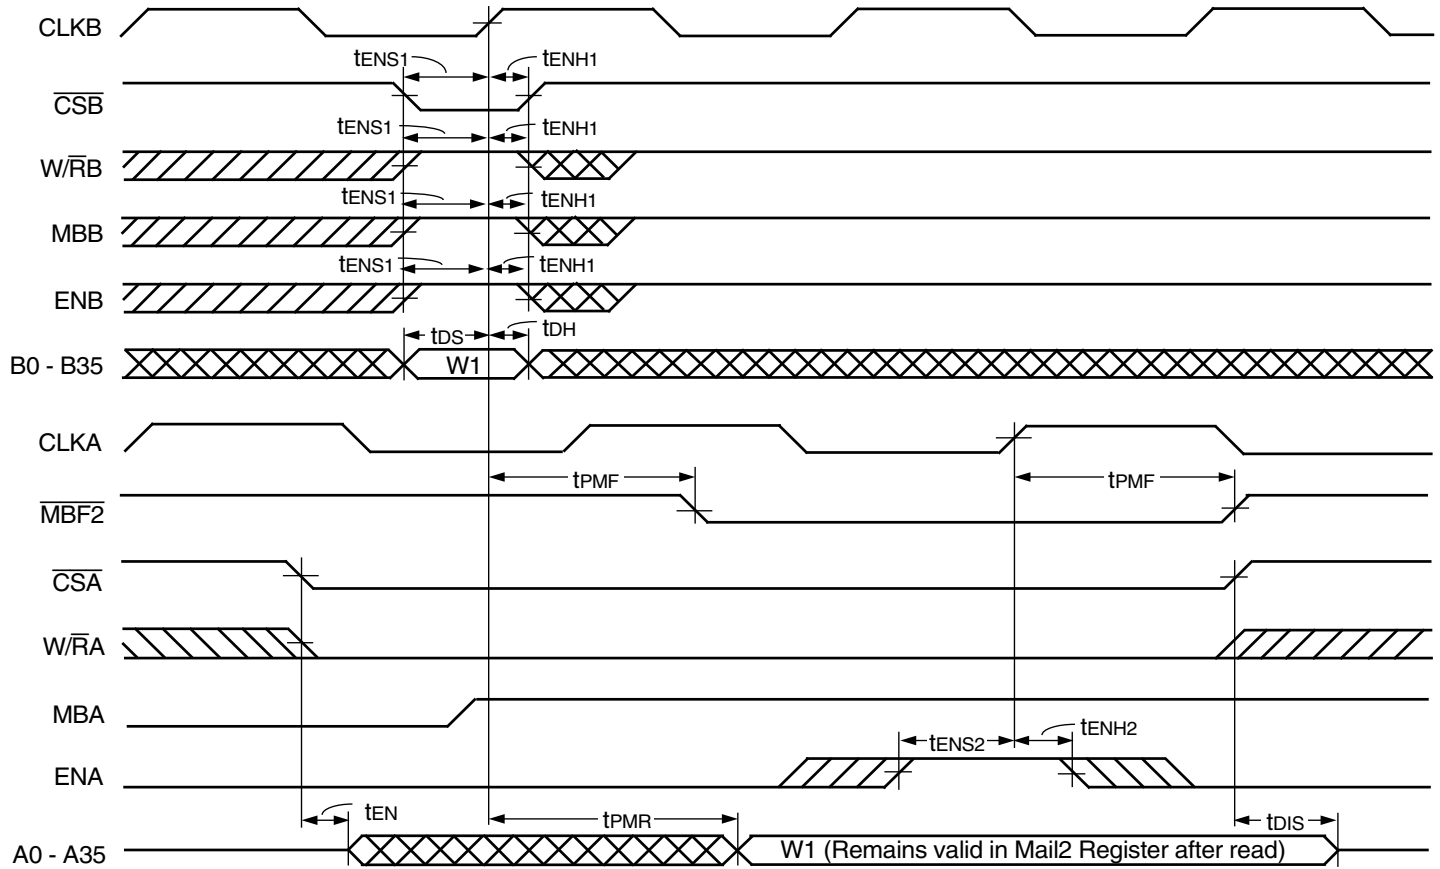 CLKB
tENS1 tENH1
CSB
tENS1 tENH1
W/RB
tENS1 tENH1
MBB
tENS1 tENH1
ENB
tDS tDH
B0 - B35 W1
CLKA
tPMF tPMF
MBF2
CSA
W/RA
MBA
tENS2 tENH2
ENA
tEN tPMR tDIS
A0 - A35 W1 (Remains valid in Mail2 Register after read)